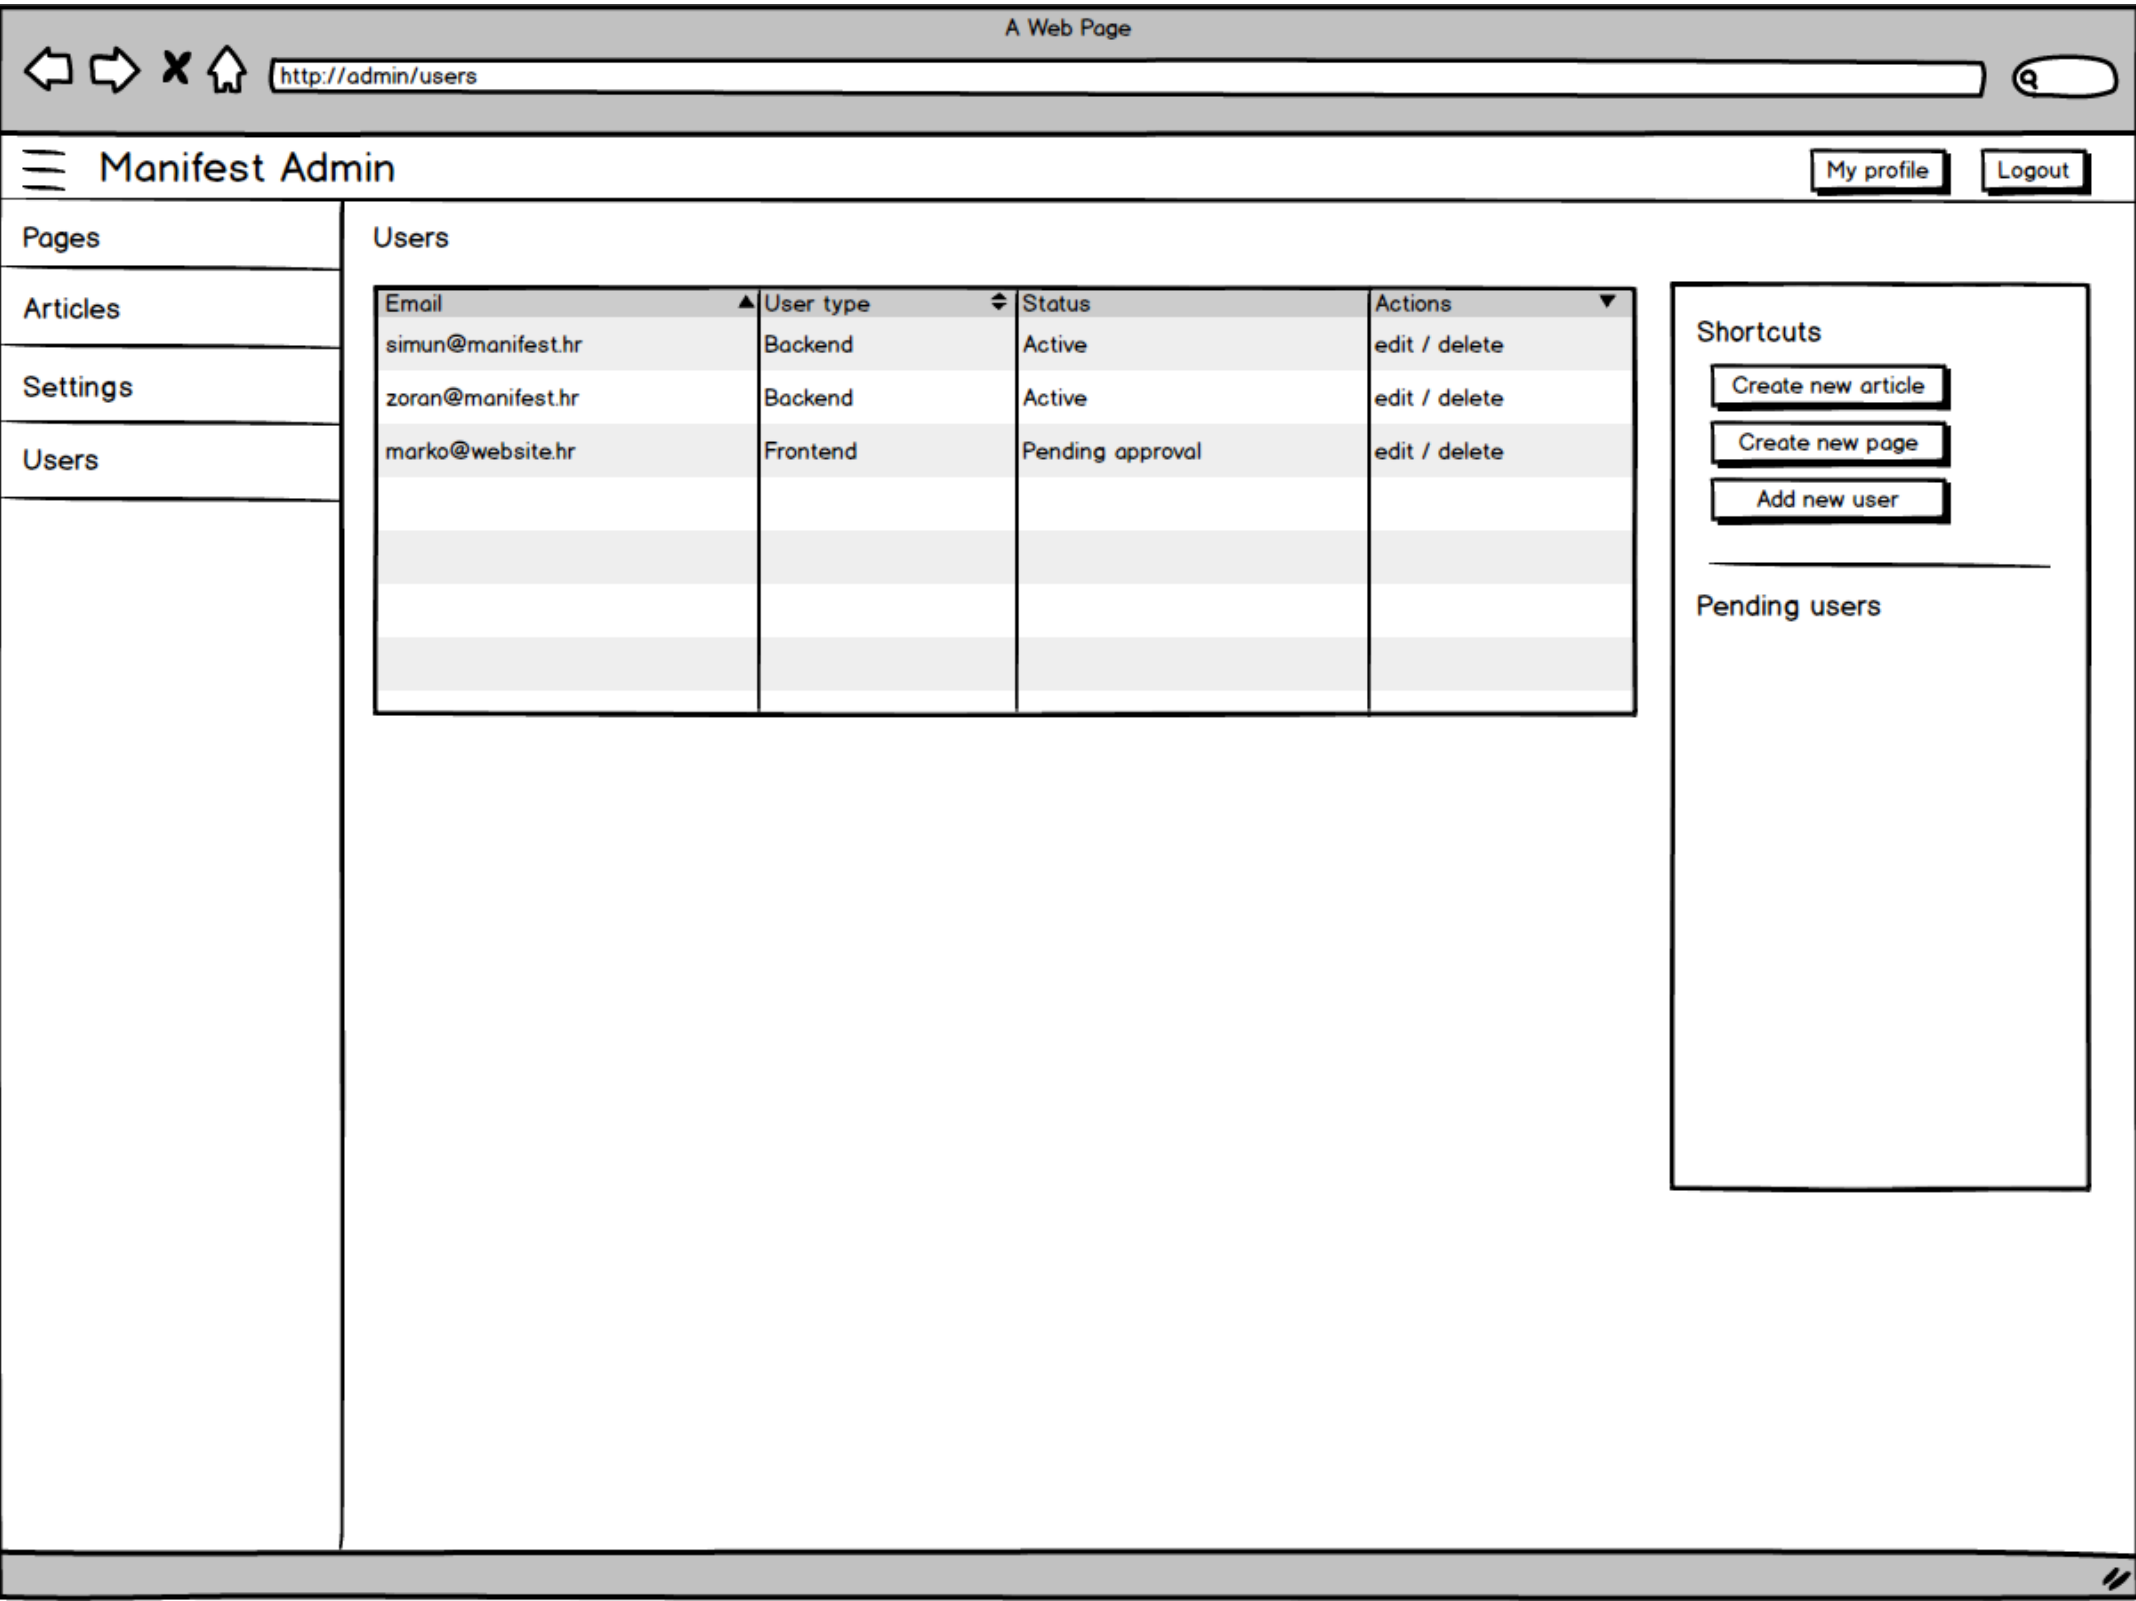 A Web Page
http://admin/users
Manifest Admin
My profile
Logout
Pages
Articles
Settings
Users
Users
Email User type Status Actions
simun@manifest.hr Backend Active edit / delete
zoran@manifest.hr Backend Active edit / delete
marko@website.hr Frontend Pending approval edit / delete
Shortcuts
Create new article
Create new page
Add new user
Pending users